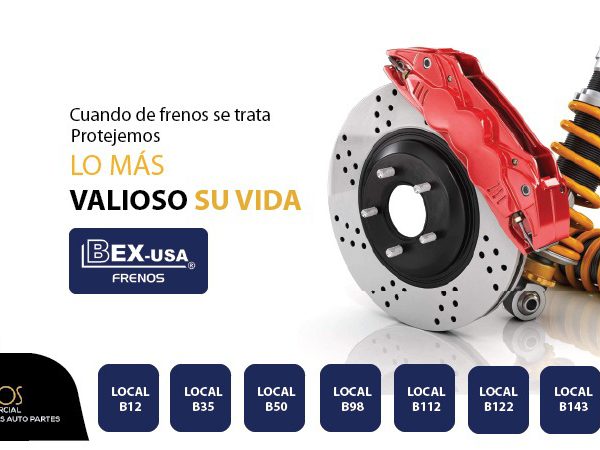 Cuando de frenos se trata
Protejemos
LO MÁS
VALIOSO SU VIDA
BEX-USA®
FRENOS
AUTO PARTES
LOCAL
B12
LOCAL
B35
LOCAL
B50
LOCAL
B98
LOCAL
B112
LOCAL
B122
LOCAL
B143